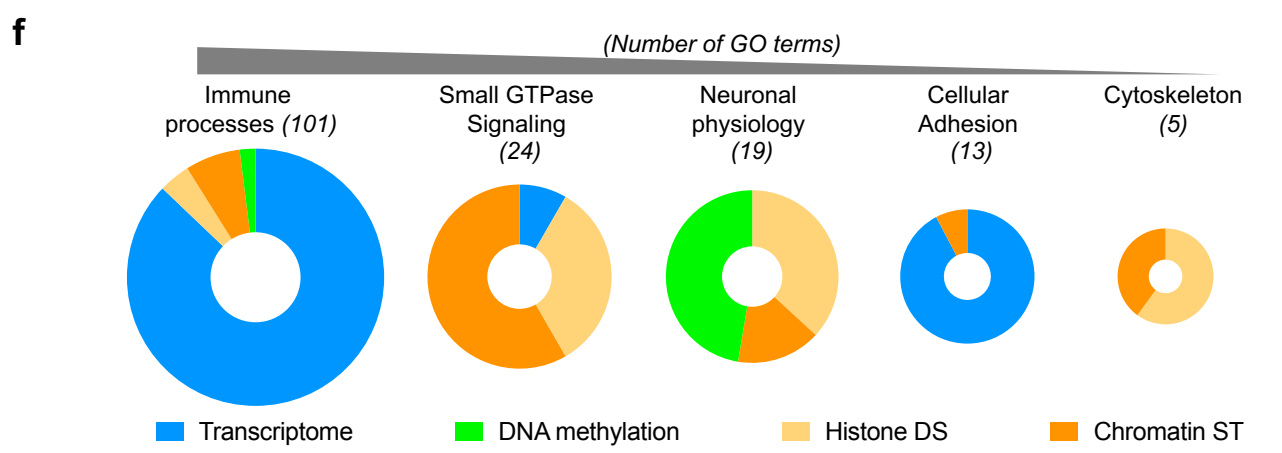 f
(Number of GO terms)
Immune
processes (101)
Small GTPase
Signaling
(24)
Neuronal
physiology
(19)
Cellular
Adhesion
(13)
Cytoskeleton
(5)
Transcriptome
DNA methylation
Histone DS
Chromatin ST